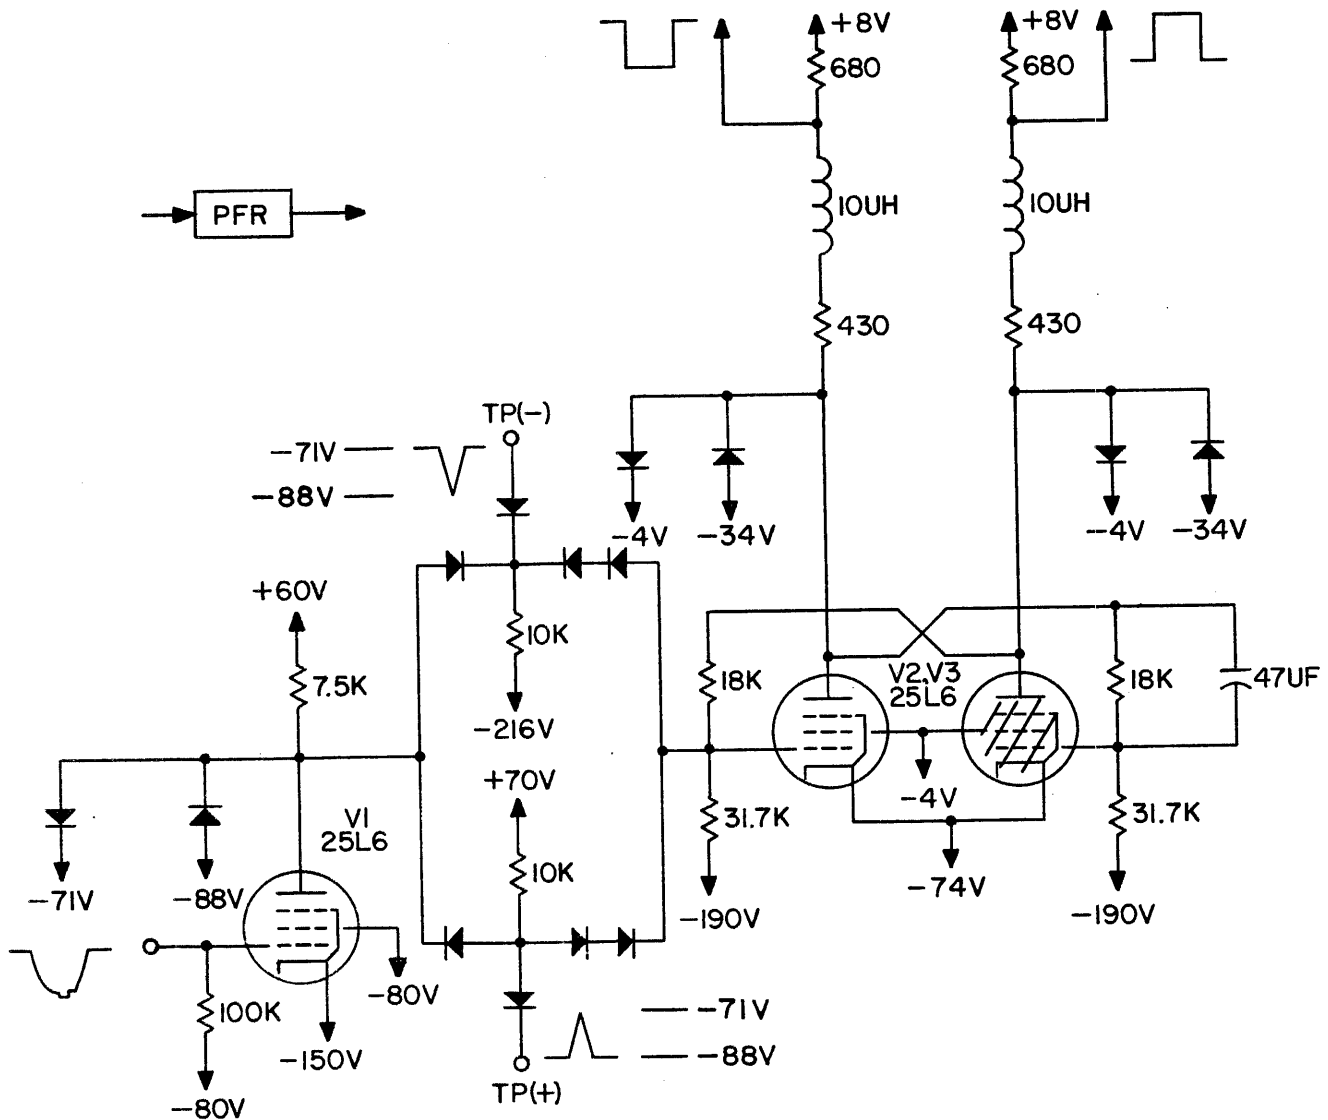 +8V
+8V
680
680
PFR
10UH
10UH
430
430
TP(-)
-71V
-88V
-4V
-34V
-4V
-34V
+60V
10K
7.5K
18K
V2,V3
25L6
18K
47UF
-216V
+70V
-4V
V1
25L6
31.7K
31.7K
10K
-71V
-88V
-74V
-190V
-190V
-80V
100K
-71V
-150V
-88V
TP(+)
-80V